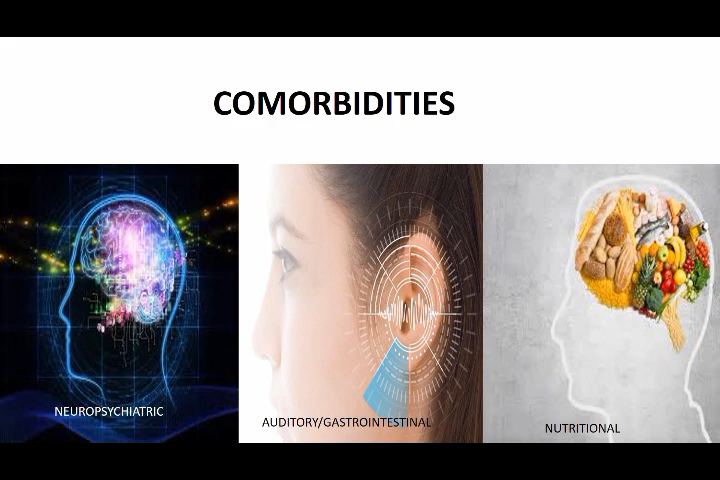 COMORBIDITIES
NEUROPSYCHIATRIC
AUDITORY/GASTROINTESTINAL
NUTRITIONAL